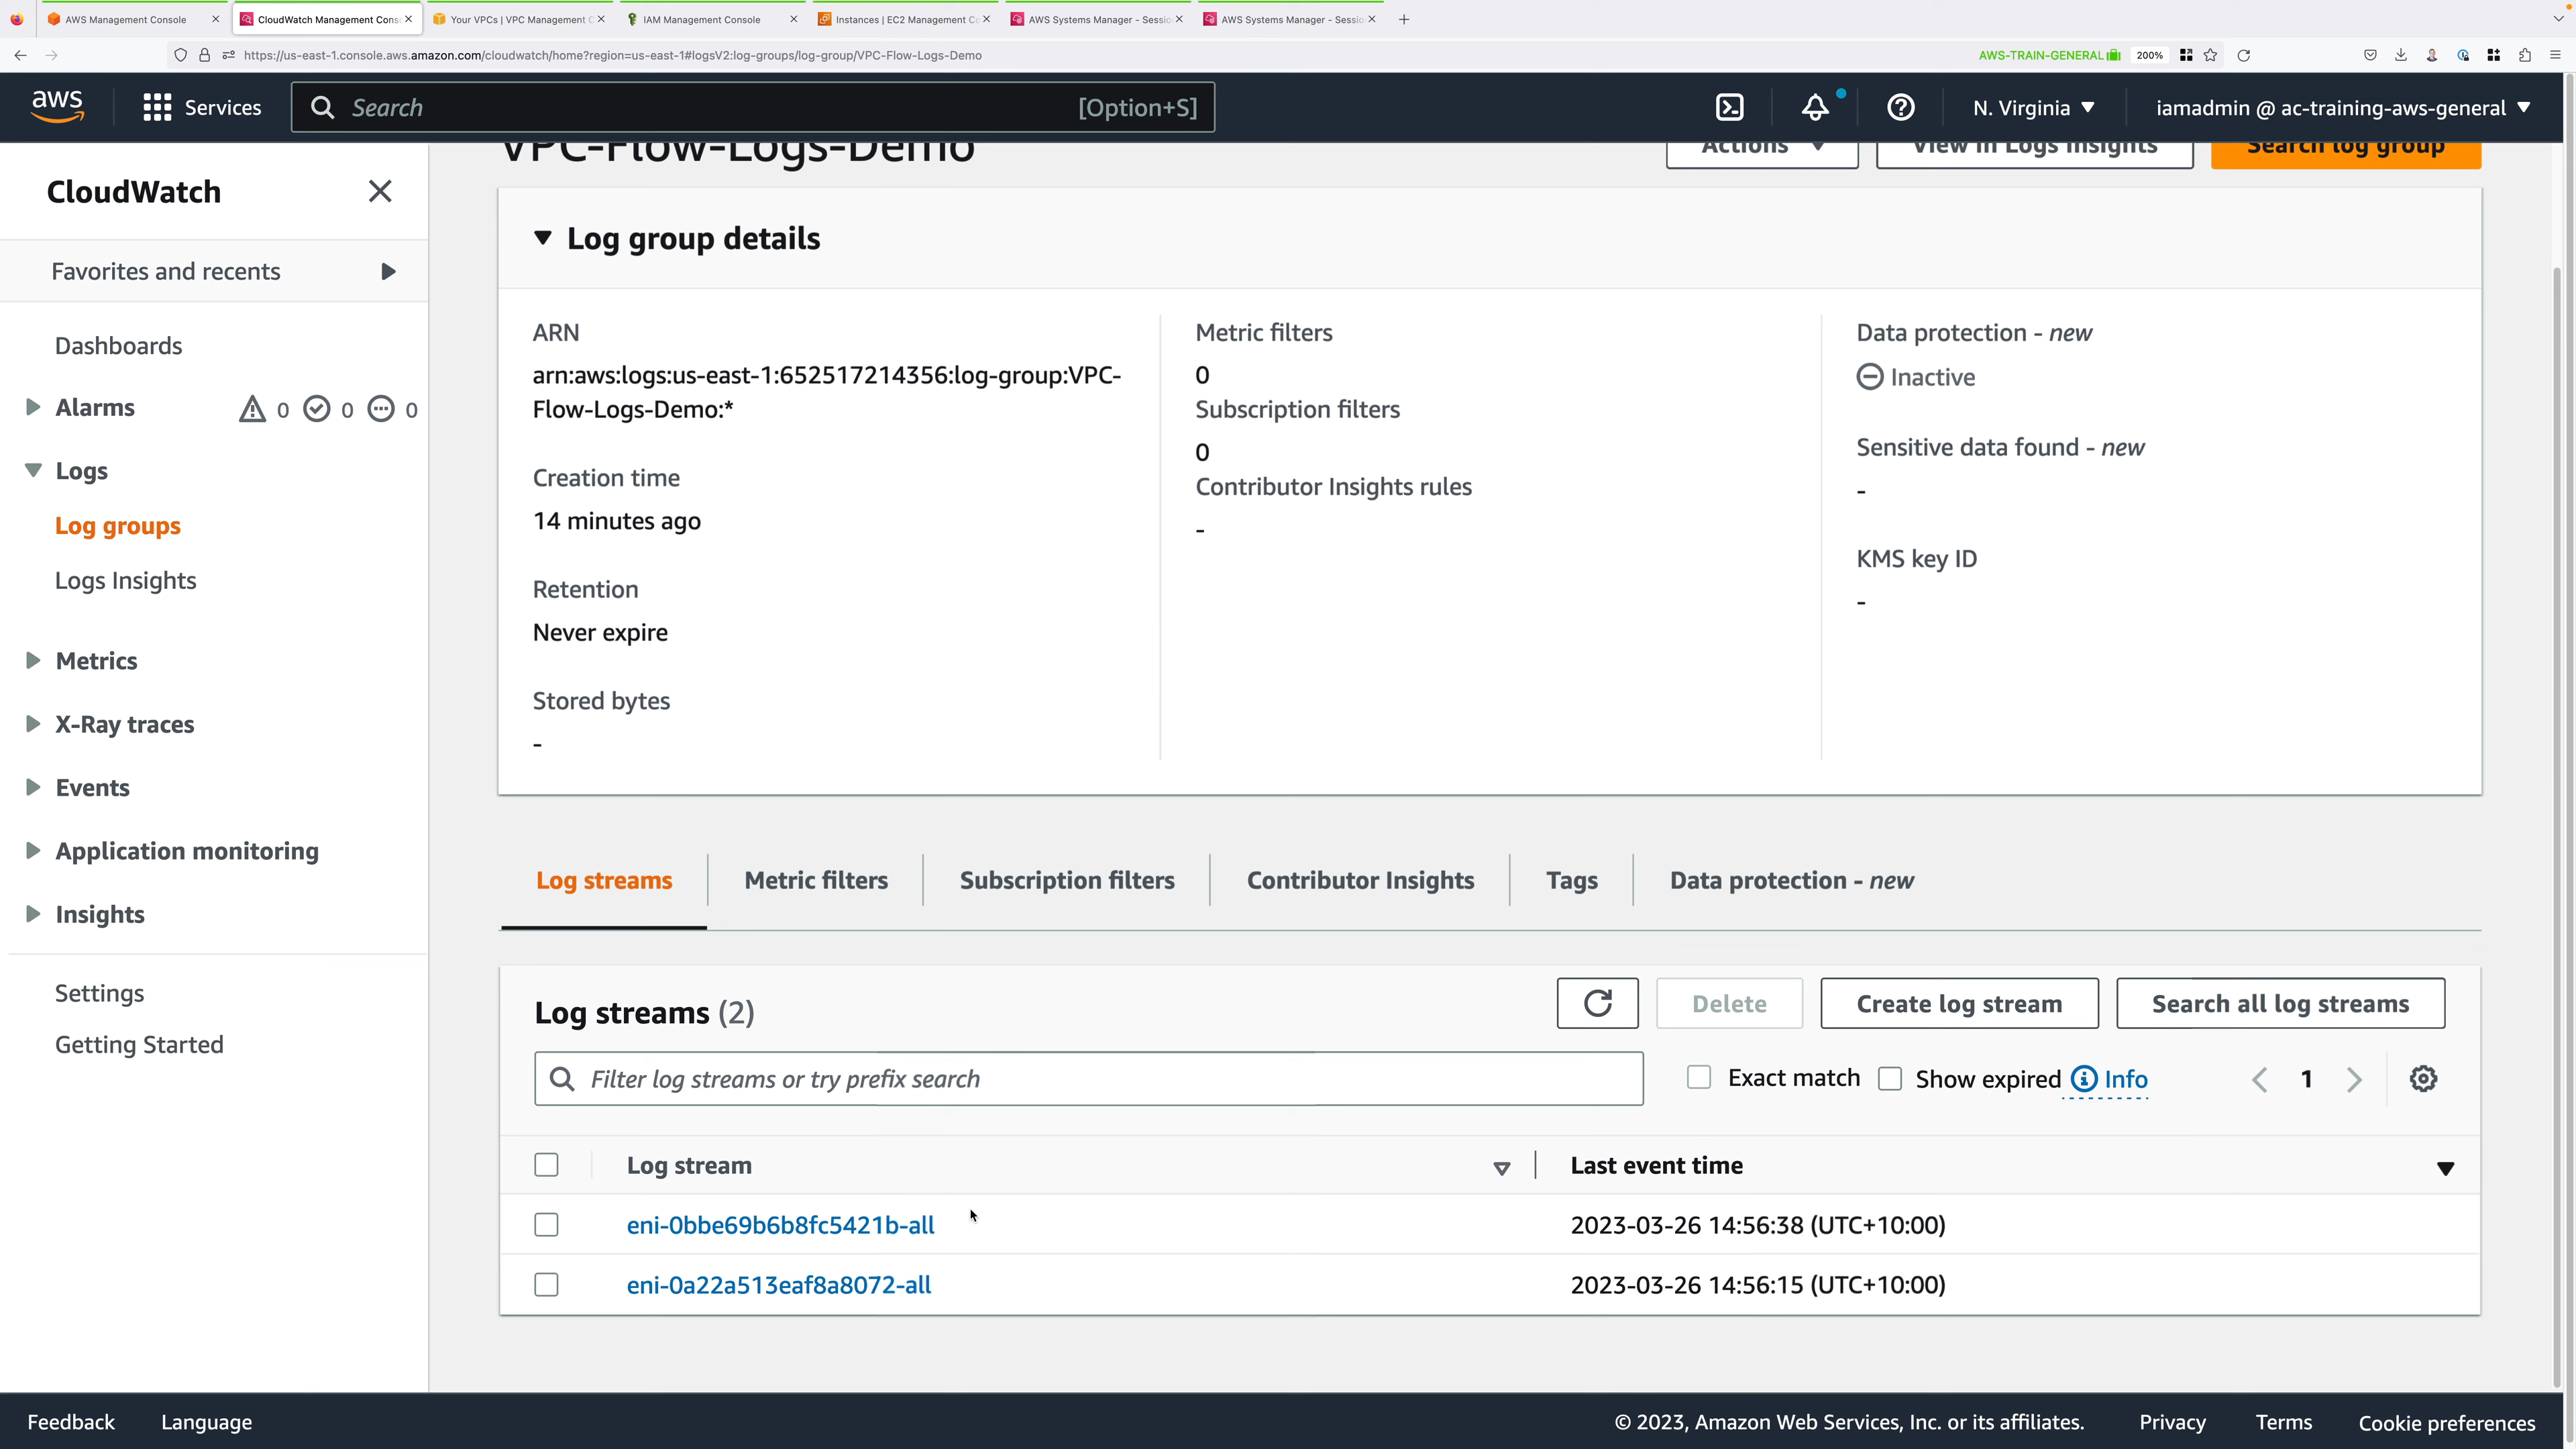 AWS Management Console
CloudWatch Management Conso
Your VPCs | VPC Management C
IAM Management Console
Instances | EC2 Management Co
AWS Systems Manager - Sessio
AWS Systems Manager - Sessio
https://us-east-1.console.aws.amazon.com/cloudwatch/home?region=us-east-1#logsV2:log-groups/log-group/VPC-Flow-Logs-Demo
AWS-TRAIN-GENERAL
200%
aws
Services
Search
[Option+S]
N. Virginia
iamadmin @ ac-training-aws-general
CloudWatch
Favorites and recents
Dashboards
Alarms 0 0 0
Logs
Log groups
Logs Insights
Metrics
X-Ray traces
Events
Application monitoring
Insights
Settings
Getting Started
VPC-Flow-Logs-Demo
Actions
View in Logs Insights
Search log group
Log group details
ARN
arn:aws:logs:us-east-1:652517214356:log-group:VPC-
Flow-Logs-Demo:*
Creation time
14 minutes ago
Retention
Never expire
Stored bytes
-
Metric filters
0
Subscription filters
0
Contributor Insights rules
-
Data protection - new
Inactive
Sensitive data found - new
-
KMS key ID
-
Log streams
Metric filters
Subscription filters
Contributor Insights
Tags
Data protection - new
Log streams (2)
Delete
Create log stream
Search all log streams
Filter log streams or try prefix search
Exact match
Show expired
Info
1
Log stream
Last event time
eni-0bbe69b6b8fc5421b-all
2023-03-26 14:56:38 (UTC+10:00)
eni-0a22a513eaf8a8072-all
2023-03-26 14:56:15 (UTC+10:00)
Feedback
Language
© 2023, Amazon Web Services, Inc. or its affiliates.
Privacy
Terms
Cookie preferences